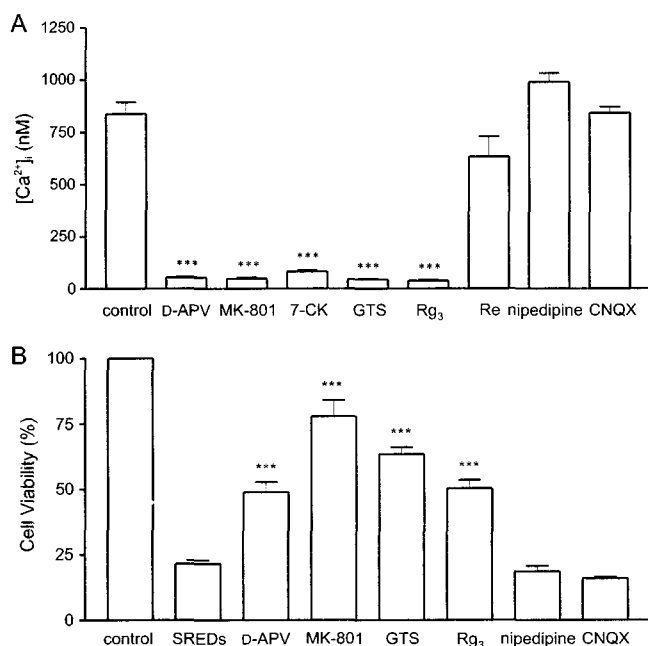 A
[Ca²⁺]ᵢ (nM)
1250
1000
750
500
250
0
*** *** *** *** ***
control D-APV MK-801 7-CK GTS Rg₃ Re nipedipine CNQX
B
Cell Viability (%)
100
75
50
25
0
*** *** *** ***
control SREDs D-APV MK-801 GTS Rg₃ nipedipine CNQX